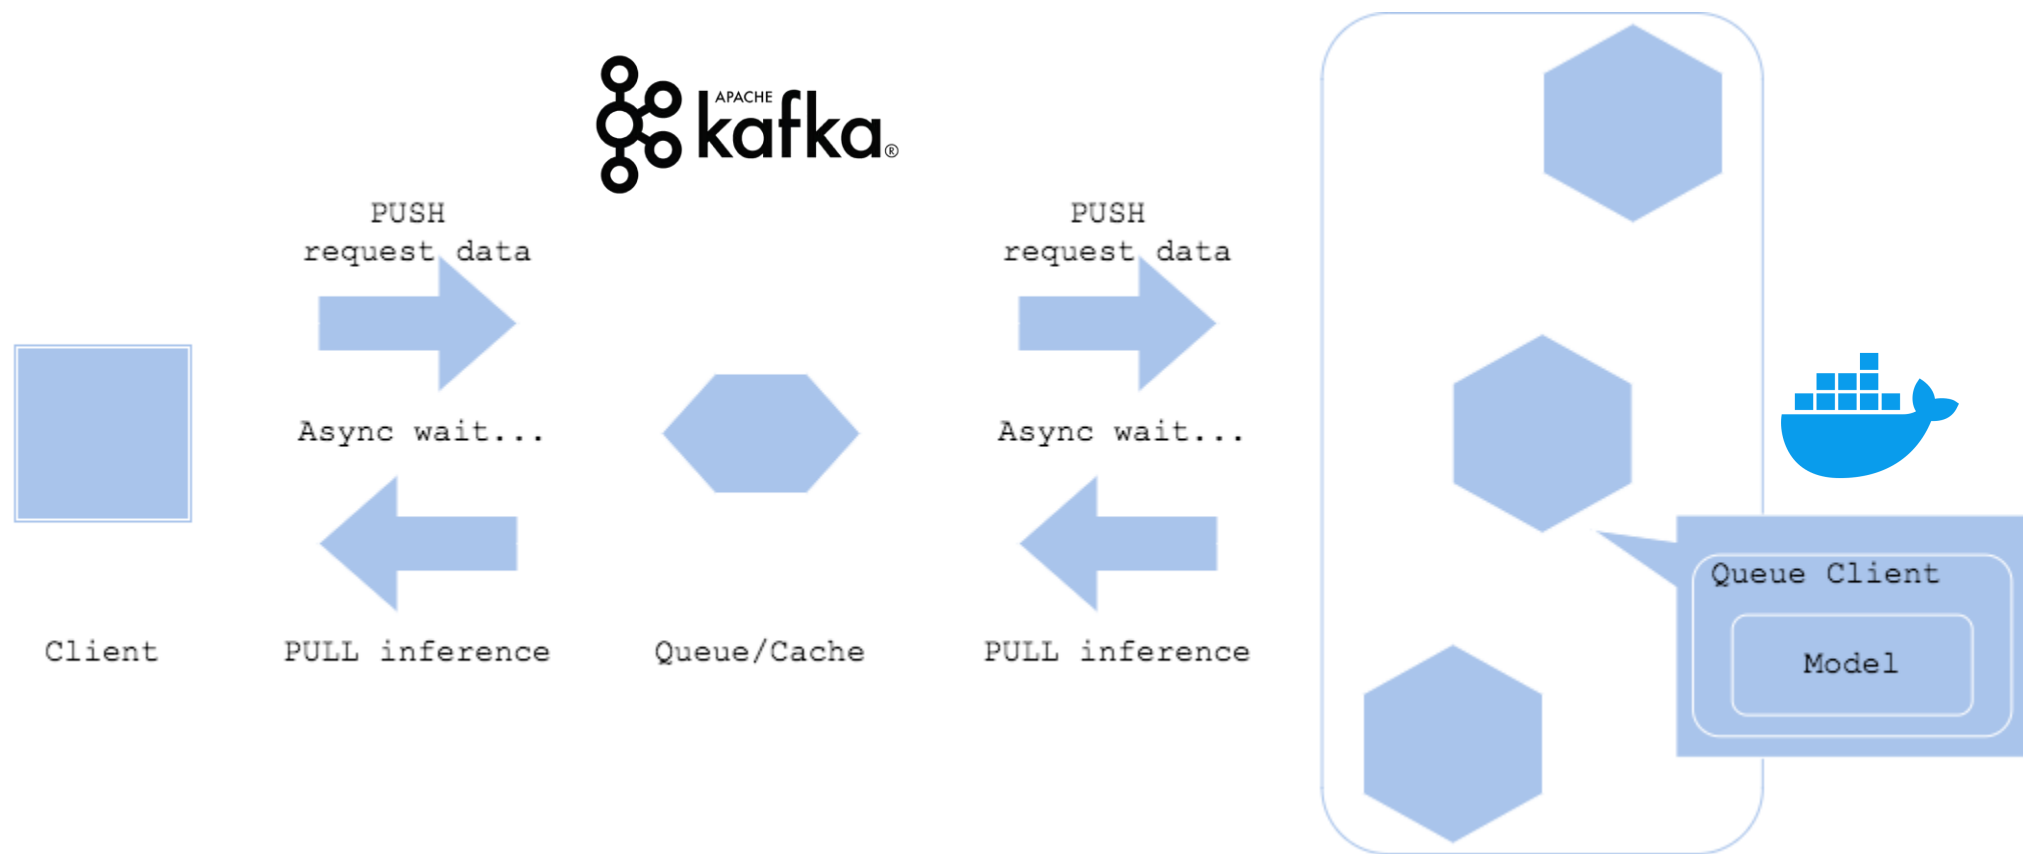 APACHE
kafka®
PUSH
request data
PUSH
request data
Async wait...
Async wait...
Queue Client
Model
Client
PULL inference
Queue/Cache
PULL inference